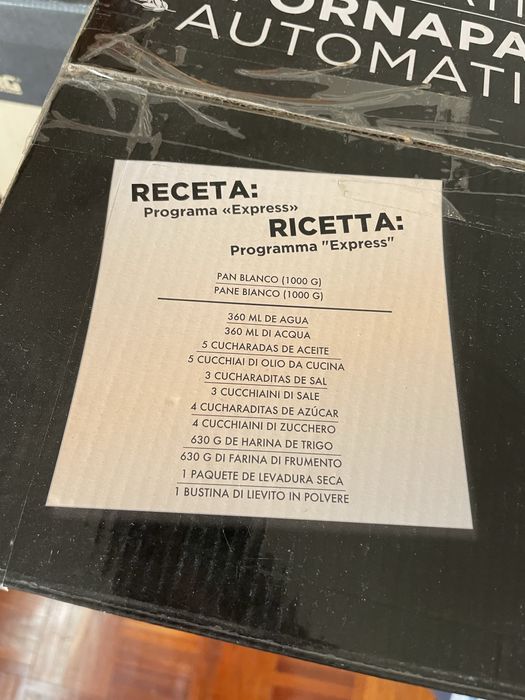 ORNAPA
AUTOMATI
RECETA:
Programa «Express»
RICETTA:
Programma "Express"
PAN BLANCO (1000 G)
PANE BIANCO (1000 G)
360 ML DE AGUA
360 ML DI ACQUA
5 CUCHARADAS DE ACEITE
5 CUCCHIAI DI OLIO DA CUCINA
3 CUCHARADITAS DE SAL
3 CUCCHIAINI DI SALE
4 CUCHARADITAS DE AZÚCAR
4 CUCCHIAINI DI ZUCCHERO
630 G DE HARINA DE TRIGO
630 G DI FARINA DI FRUMENTO
1 PAQUETE DE LEVADURA SECA
1 BUSTINA DI LIEVITO IN POLVERE